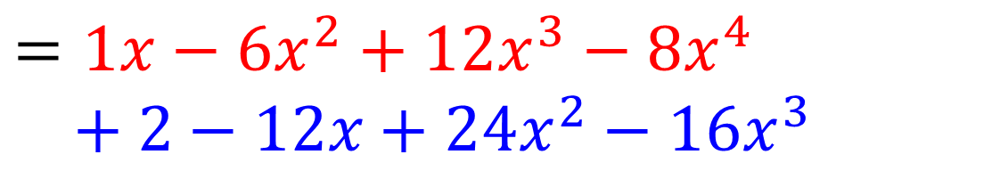 = 1x − 6x² + 12x³ − 8x⁴
+ 2 − 12x + 24x² − 16x³